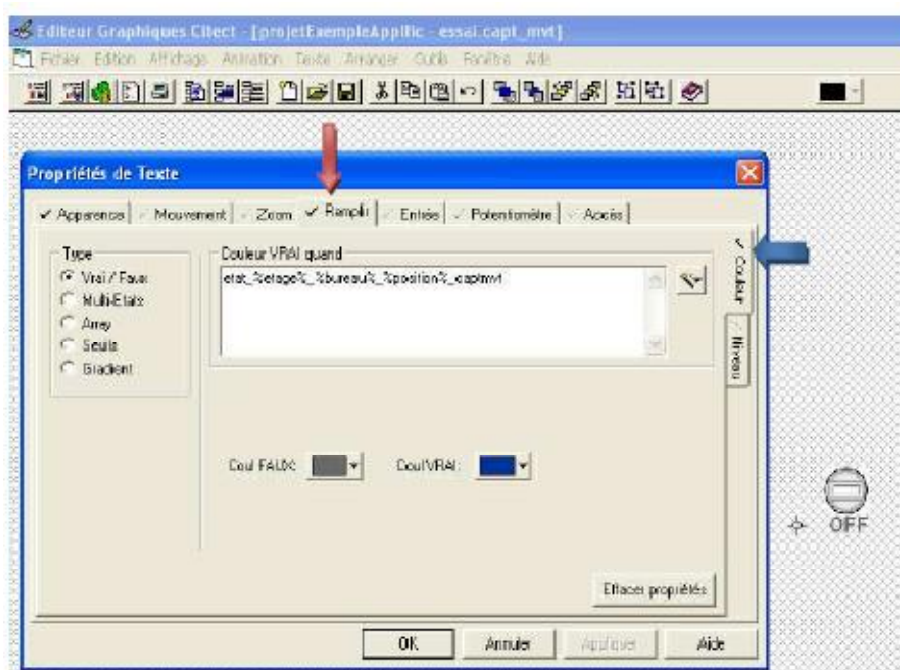 Editeur Graphiques Citect - [projetExempleApplific - essai.capt_mvt]
Fichier Edition Affichage Animation Texte Arranger Outils Fenêtre Aide
Propriétés de Texte
Apparence Mouvement Zoom Remplir Entrée Potentiomètre Accès
Type
Vrai / Faux
Multi-Etats
Array
Seuils
Gradient
Couleur VRAI quand
etat_%etage%_%bureau%_%position%_captmvt
Couleur
Niveau
Coul FAUX:
Coul VRAI:
OFF
Effacer propriétés
OK Annuler Appliquer Aide